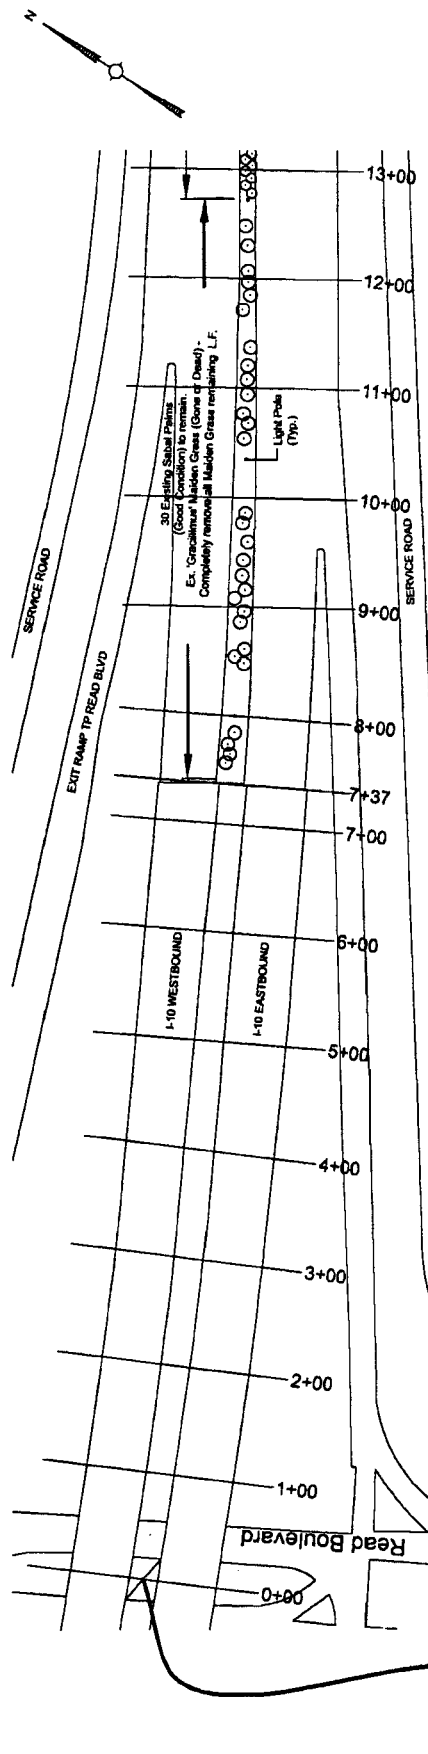 N
13+00
12+00
11+00
10+00
9+00
8+00
7+37
7+00
6+00
5+00
4+00
3+00
2+00
1+00
0+00
30 Existing Sabal Palms
(Good Condition) to remain.
Ex. 'Gracillimus' Maiden Grass (Gone or Dead) -
Completely remove all Maiden Grass remaining L.F.
Light Pole
(Typ.)
SERVICE ROAD
EXIT RAMP TP READ BLVD
SERVICE ROAD
I-10 WESTBOUND
I-10 EASTBOUND
Read Boulevard